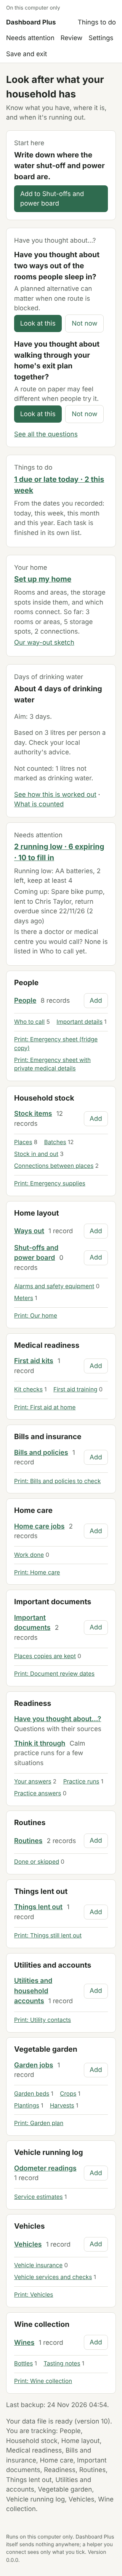 On this computer only
Dashboard Plus
Things to do
Needs attention
Review
Settings
Save and exit
Look after what your
household has
Know what you have, where it is,
and when it's running out.
Start here
Write down where the
water shut-off and power
board are.
Add to Shut-offs and
power board
Have you thought about...?
Have you thought about
two ways out of the
rooms people sleep in?
A planned alternative can
matter when one route is
blocked.
Look at this
Not now
Have you thought about
walking through your
home's exit plan
together?
A route on paper may feel
different when people try it.
Look at this
Not now
See all the questions
Things to do
1 due or late today · 2 this
week
From the dates you recorded:
today, this week, this month
and this year. Each task is
finished in its own list.
Your home
Set up my home
Rooms and areas, the storage
spots inside them, and which
rooms connect. So far: 3
rooms or areas, 5 storage
spots, 2 connections.
Our way-out sketch
Days of drinking water
About 4 days of drinking
water
Aim: 3 days.
Based on 3 litres per person a
day. Check your local
authority's advice.
Not counted: 1 litres not
marked as drinking water.
See how this is worked out ·
What is counted
Needs attention
2 running low · 6 expiring
· 10 to fill in
Running low: AA batteries, 2
left, keep at least 4
Coming up: Spare bike pump,
lent to Chris Taylor, return
overdue since 22/11/26 (2
days ago)
Is there a doctor or medical
centre you would call? None is
listed in Who to call yet.
People
People 8 records
Add
Who to call 5 Important details 1
Print: Emergency sheet (fridge
copy)
Print: Emergency sheet with
private medical details
Household stock
Stock items 12
records
Add
Places 8 Batches 12
Stock in and out 3
Connections between places 2
Print: Emergency supplies
Home layout
Ways out 1 record
Add
Shut-offs and
power board 0
records
Add
Alarms and safety equipment 0
Meters 1
Print: Our home
Medical readiness
First aid kits 1
record
Add
Kit checks 1 First aid training 0
Print: First aid at home
Bills and insurance
Bills and policies 1
record
Add
Print: Bills and policies to check
Home care
Home care jobs 2
records
Add
Work done 0
Print: Home care
Important documents
Important
documents 2
records
Add
Places copies are kept 0
Print: Document review dates
Readiness
Have you thought about...?
Questions with their sources
Think it through Calm
practice runs for a few
situations
Your answers 2 Practice runs 1
Practice answers 0
Routines
Routines 2 records
Add
Done or skipped 0
Things lent out
Things lent out 1
record
Add
Print: Things still lent out
Utilities and accounts
Utilities and
household
accounts 1 record
Add
Print: Utility contacts
Vegetable garden
Garden jobs 1
record
Add
Garden beds 1 Crops 1
Plantings 1 Harvests 1
Print: Garden plan
Vehicle running log
Odometer readings
1 record
Add
Service estimates 1
Vehicles
Vehicles 1 record
Add
Vehicle insurance 0
Vehicle services and checks 1
Print: Vehicles
Wine collection
Wines 1 record
Add
Bottles 1 Tasting notes 1
Print: Wine collection
Last backup: 24 Nov 2026 04:54.
Your data file is ready (version 10).
You are tracking: People,
Household stock, Home layout,
Medical readiness, Bills and
insurance, Home care, Important
documents, Readiness, Routines,
Things lent out, Utilities and
accounts, Vegetable garden,
Vehicle running log, Vehicles, Wine
collection.
Runs on this computer only. Dashboard Plus
itself sends nothing anywhere; a helper you
connect sees only what you tick. Version
0.0.0.